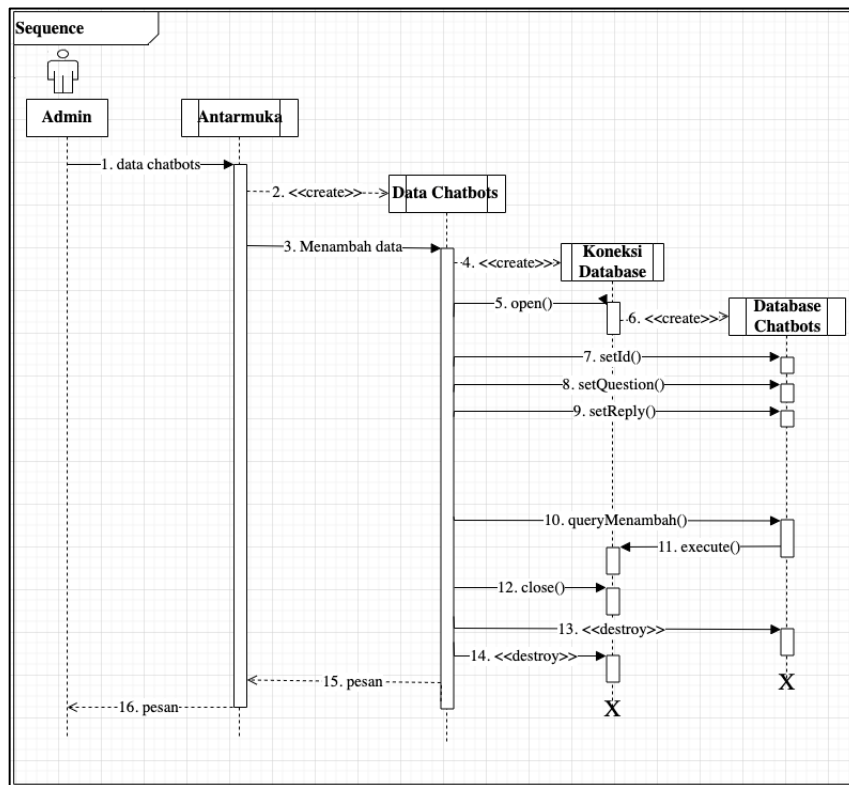 Sequence
Admin
Antarmuka
1. data chatbots
2. <<create>>
Data Chatbots
3. Menambah data
4. <<create>>
Koneksi
Database
5. open()
6. <<create>>
Database
Chatbots
7. setId()
8. setQuestion()
9. setReply()
10. queryMenambah()
11. execute()
12. close()
13. <<destroy>>
14. <<destroy>>
15. pesan
16. pesan
X
X